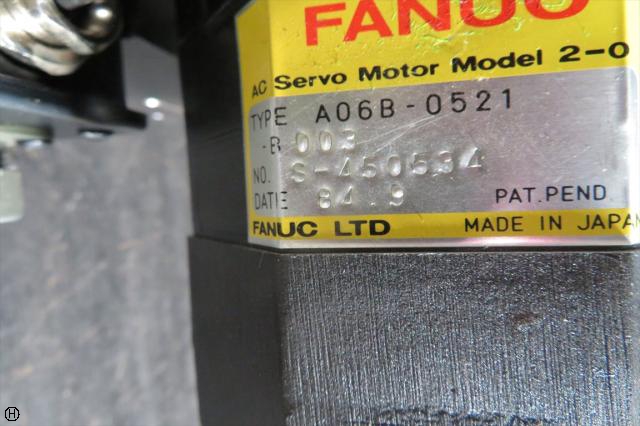 FANUC
AC Servo Motor Model 2-0
TYPE A06B-0521
-B 003
NO. S-450534
DATE 84.9 PAT.PEND
FANUC LTD MADE IN JAPAN
H